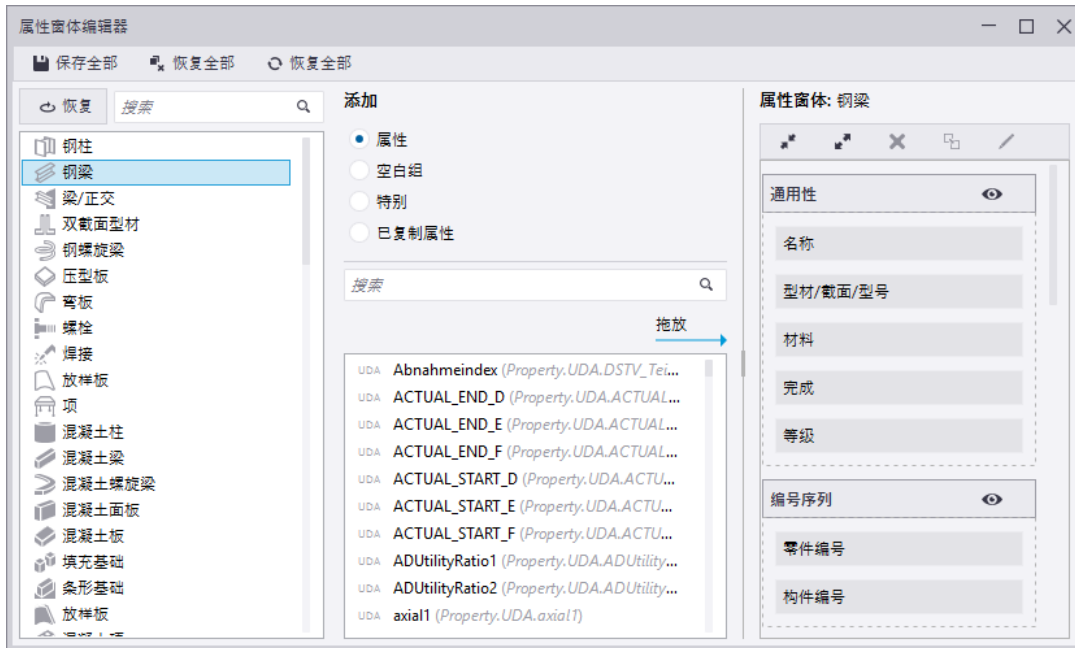 属性窗体编辑器
保存全部 恢复全部 恢复全部
恢复 搜索
钢柱
钢梁
梁/正交
双截面型材
钢螺旋梁
压型板
弯板
螺栓
焊接
放样板
项
混凝土柱
混凝土梁
混凝土螺旋梁
混凝土面板
混凝土板
填充基础
条形基础
放样板
添加
属性
空白组
特别
已复制属性
搜索
拖放
UDA Abnahmeindex (Property.UDA.DSTV_Tei...
UDA ACTUAL_END_D (Property.UDA.ACTUAL...
UDA ACTUAL_END_E (Property.UDA.ACTUAL...
UDA ACTUAL_END_F (Property.UDA.ACTUAL...
UDA ACTUAL_START_D (Property.UDA.ACTU...
UDA ACTUAL_START_E (Property.UDA.ACTU...
UDA ACTUAL_START_F (Property.UDA.ACTU...
UDA ADUtilityRatio1 (Property.UDA.ADUtility...
UDA ADUtilityRatio2 (Property.UDA.ADUtility...
UDA axial1 (Property.UDA.axial1)
属性窗体: 钢梁
通用性
名称
型材/截面/型号
材料
完成
等级
编号序列
零件编号
构件编号